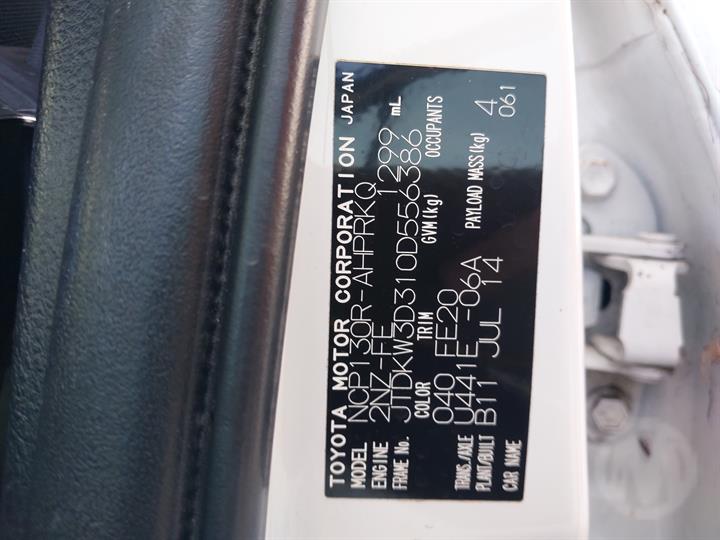 TOYOTA MOTOR CORPORATION JAPAN
MODEL NCP130R-AHPRKQ
ENGINE 2NZ-FE 1299 mL
FRAME No. JTDKW3D310D556386
COLOR TRIM GVM(kg) OCCUPANTS
040 FE20
TRANS./AXLE U441E -06A PAYLOAD MASS(kg) 4
PLANT/BUILT B11 JUL 14 061
CAR NAME